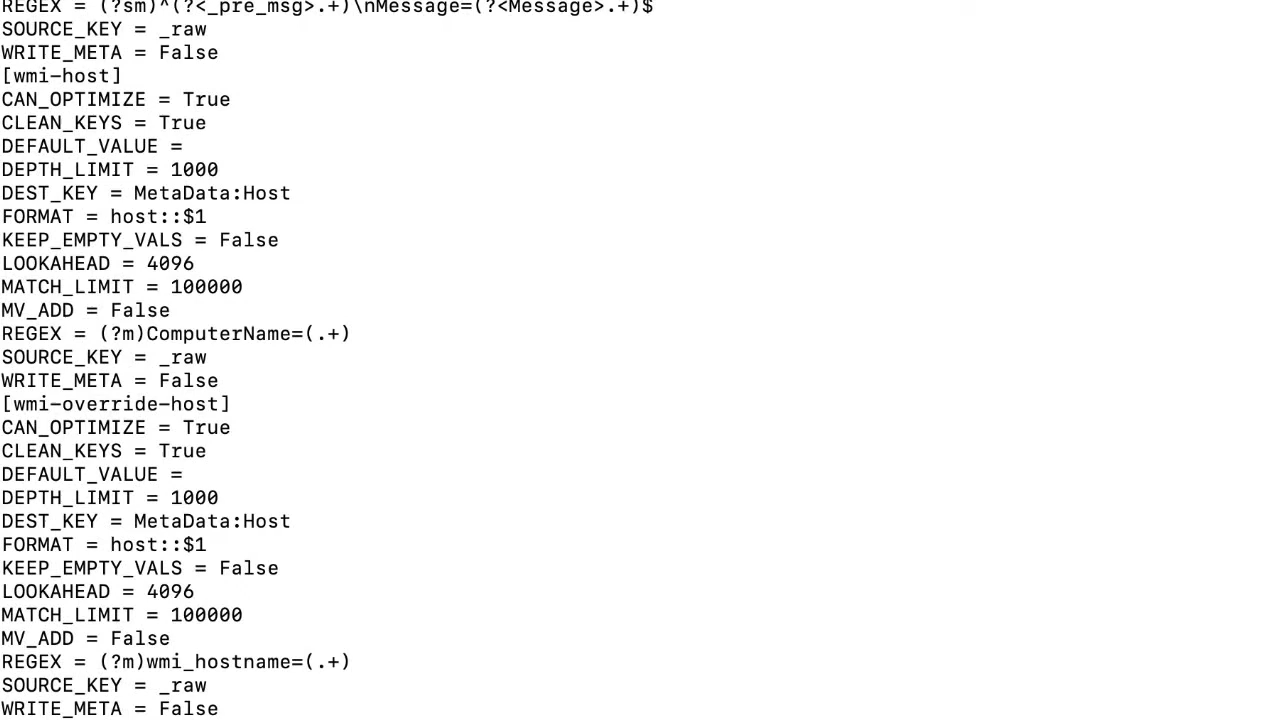 REGEX = (?sm)^(?<_pre_msg>.+)\nMessage=(?<Message>.+)$
SOURCE_KEY = _raw
WRITE_META = False
[wmi-host]
CAN_OPTIMIZE = True
CLEAN_KEYS = True
DEFAULT_VALUE =
DEPTH_LIMIT = 1000
DEST_KEY = MetaData:Host
FORMAT = host::$1
KEEP_EMPTY_VALS = False
LOOKAHEAD = 4096
MATCH_LIMIT = 100000
MV_ADD = False
REGEX = (?m)ComputerName=(.+)
SOURCE_KEY = _raw
WRITE_META = False
[wmi-override-host]
CAN_OPTIMIZE = True
CLEAN_KEYS = True
DEFAULT_VALUE =
DEPTH_LIMIT = 1000
DEST_KEY = MetaData:Host
FORMAT = host::$1
KEEP_EMPTY_VALS = False
LOOKAHEAD = 4096
MATCH_LIMIT = 100000
MV_ADD = False
REGEX = (?m)wmi_hostname=(.+)
SOURCE_KEY = _raw
WRITE_META = False